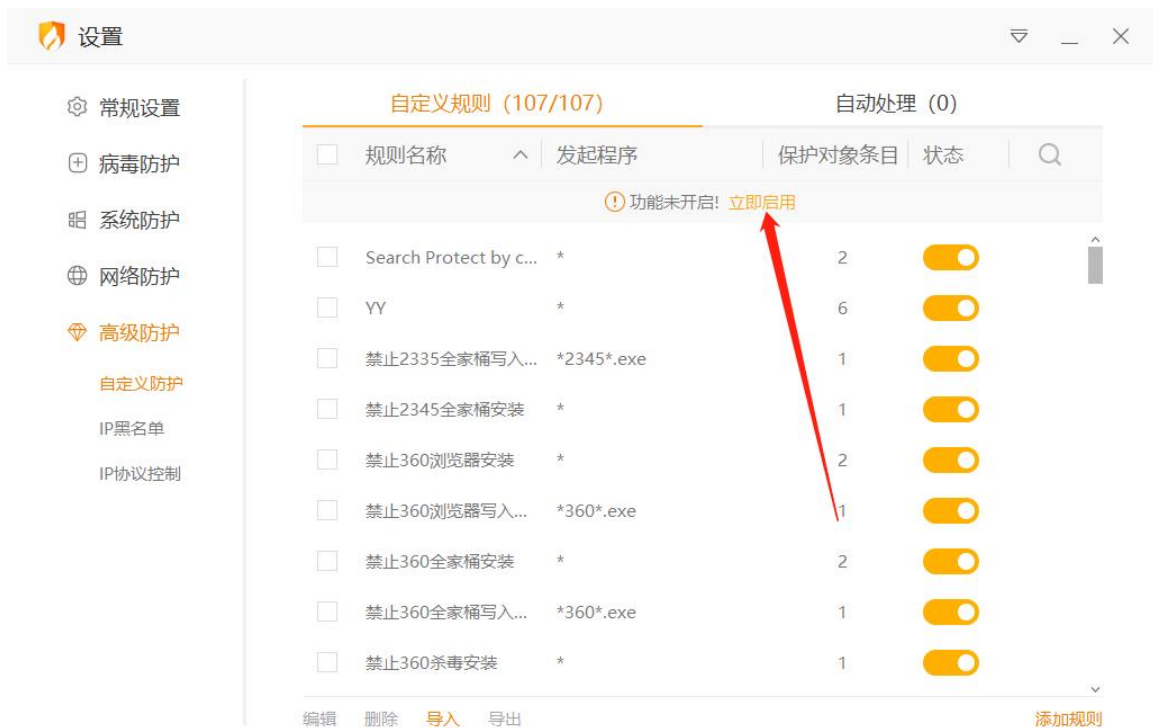 设置
常规设置
病毒防护
系统防护
网络防护
高级防护
自定义防护
IP黑名单
IP协议控制
自定义规则（107/107） 自动处理（0）
规则名称 发起程序 保护对象条目 状态
功能未开启! 立即启用
Search Protect by c... * 2
YY * 6
禁止2335全家桶写入... *2345*.exe 1
禁止2345全家桶安装 * 1
禁止360浏览器安装 * 2
禁止360浏览器写入... *360*.exe 1
禁止360全家桶安装 * 2
禁止360全家桶写入... *360*.exe 1
禁止360杀毒安装 * 1
编辑 删除 导入 导出 添加规则